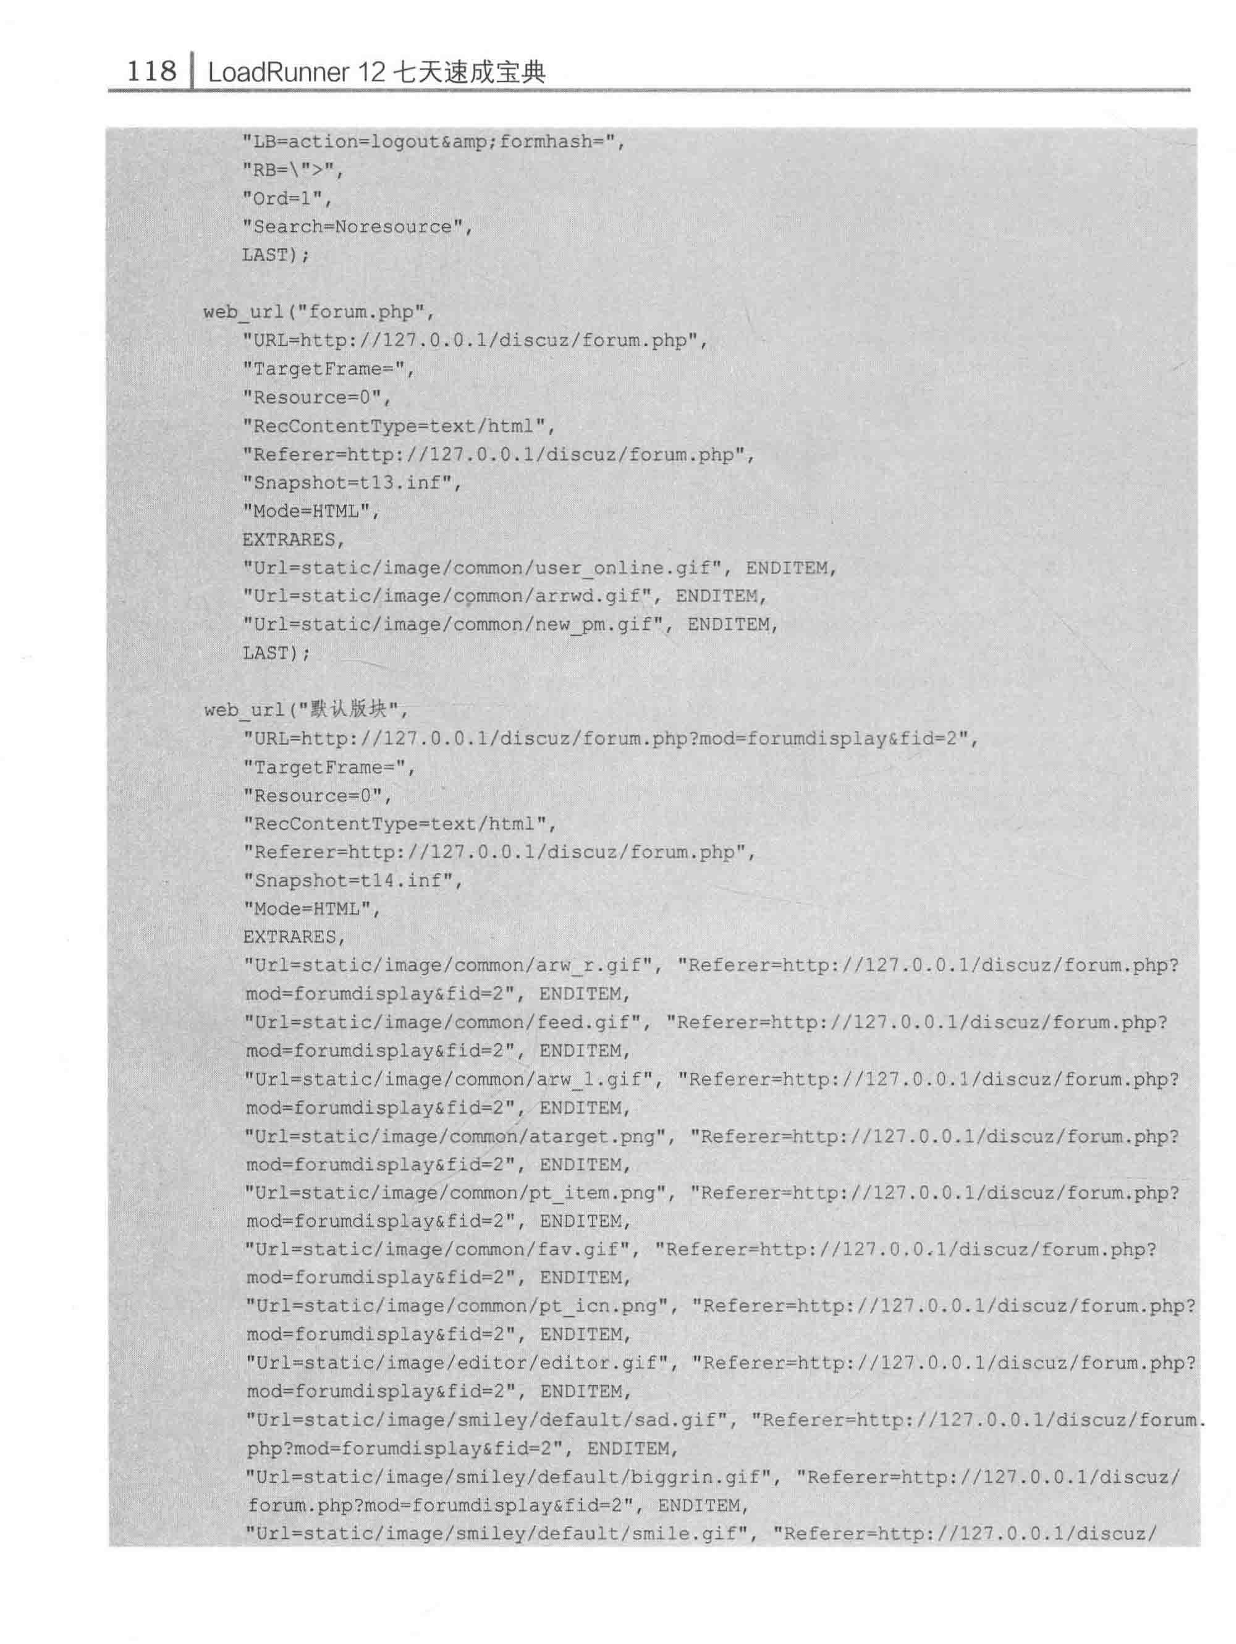 118 LoadRunner 12 七天速成宝典
"LB=action=logout&amp;formhash=",
"RB=\">",
"Ord=1",
"Search=Noresource",
LAST);
web_url("forum.php",
"URL=http://127.0.0.1/discuz/forum.php",
"TargetFrame=",
"Resource=0",
"RecContentType=text/html",
"Referer=http://127.0.0.1/discuz/forum.php",
"Snapshot=t13.inf",
"Mode=HTML",
EXTRARES,
"Url=static/image/common/user_online.gif", ENDITEM,
"Url=static/image/common/arrwd.gif", ENDITEM,
"Url=static/image/common/new_pm.gif", ENDITEM,
LAST);
web_url("默认版块",
"URL=http://127.0.0.1/discuz/forum.php?mod=forumdisplay&fid=2",
"TargetFrame=",
"Resource=0",
"RecContentType=text/html",
"Referer=http://127.0.0.1/discuz/forum.php",
"Snapshot=t14.inf",
"Mode=HTML",
EXTRARES,
"Url=static/image/common/arw_r.gif", "Referer=http://127.0.0.1/discuz/forum.php?
mod=forumdisplay&fid=2", ENDITEM,
"Url=static/image/common/feed.gif", "Referer=http://127.0.0.1/discuz/forum.php?
mod=forumdisplay&fid=2", ENDITEM,
"Url=static/image/common/arw_l.gif", "Referer=http://127.0.0.1/discuz/forum.php?
mod=forumdisplay&fid=2", ENDITEM,
"Url=static/image/common/atarget.png", "Referer=http://127.0.0.1/discuz/forum.php?
mod=forumdisplay&fid=2", ENDITEM,
"Url=static/image/common/pt_item.png", "Referer=http://127.0.0.1/discuz/forum.php?
mod=forumdisplay&fid=2", ENDITEM,
"Url=static/image/common/fav.gif", "Referer=http://127.0.0.1/discuz/forum.php?
mod=forumdisplay&fid=2", ENDITEM,
"Url=static/image/common/pt_icn.png", "Referer=http://127.0.0.1/discuz/forum.php?
mod=forumdisplay&fid=2", ENDITEM,
"Url=static/image/editor/editor.gif", "Referer=http://127.0.0.1/discuz/forum.php?
mod=forumdisplay&fid=2", ENDITEM,
"Url=static/image/smiley/default/sad.gif", "Referer=http://127.0.0.1/discuz/forum.
php?mod=forumdisplay&fid=2", ENDITEM,
"Url=static/image/smiley/default/biggrin.gif", "Referer=http://127.0.0.1/discuz/
forum.php?mod=forumdisplay&fid=2", ENDITEM,
"Url=static/image/smiley/default/smile.gif", "Referer=http://127.0.0.1/discuz/